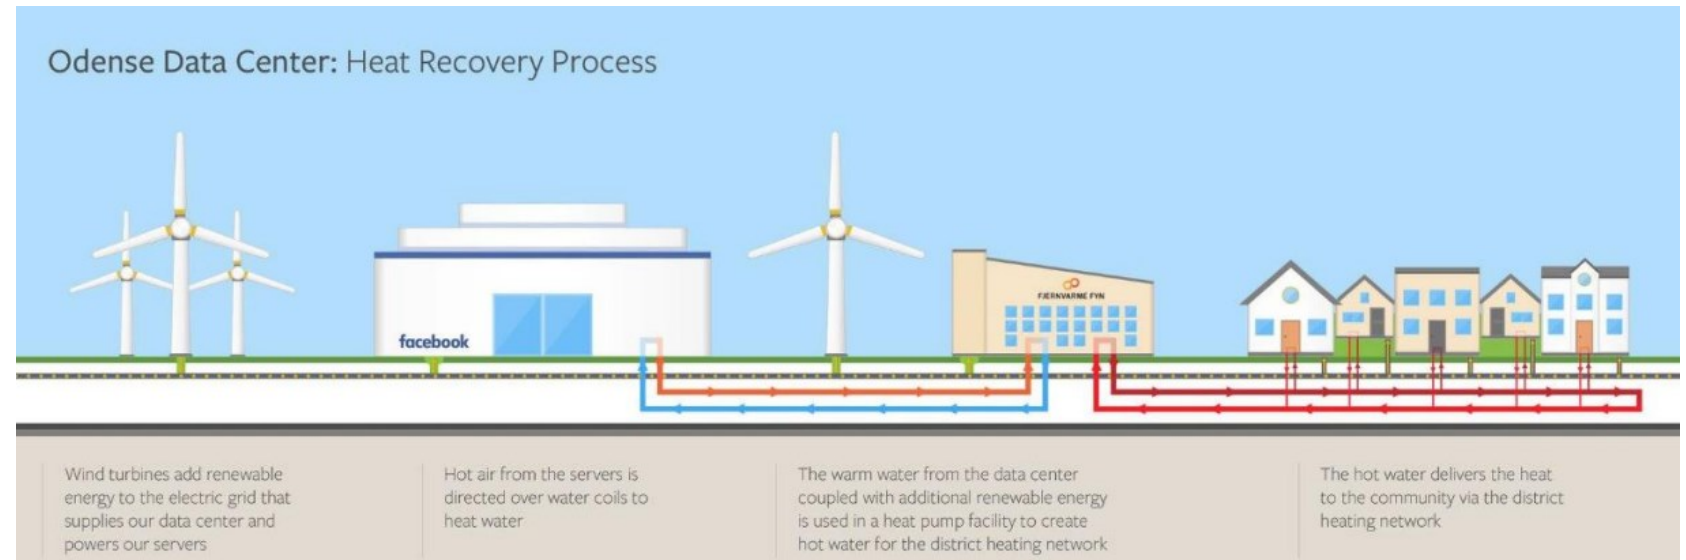 Odense Data Center: Heat Recovery Process
facebook
FJERNVARME FYN
Wind turbines add renewable
energy to the electric grid that
supplies our data center and
powers our servers
Hot air from the servers is
directed over water coils to
heat water
The warm water from the data center
coupled with additional renewable energy
is used in a heat pump facility to create
hot water for the district heating network
The hot water delivers the heat
to the community via the district
heating network